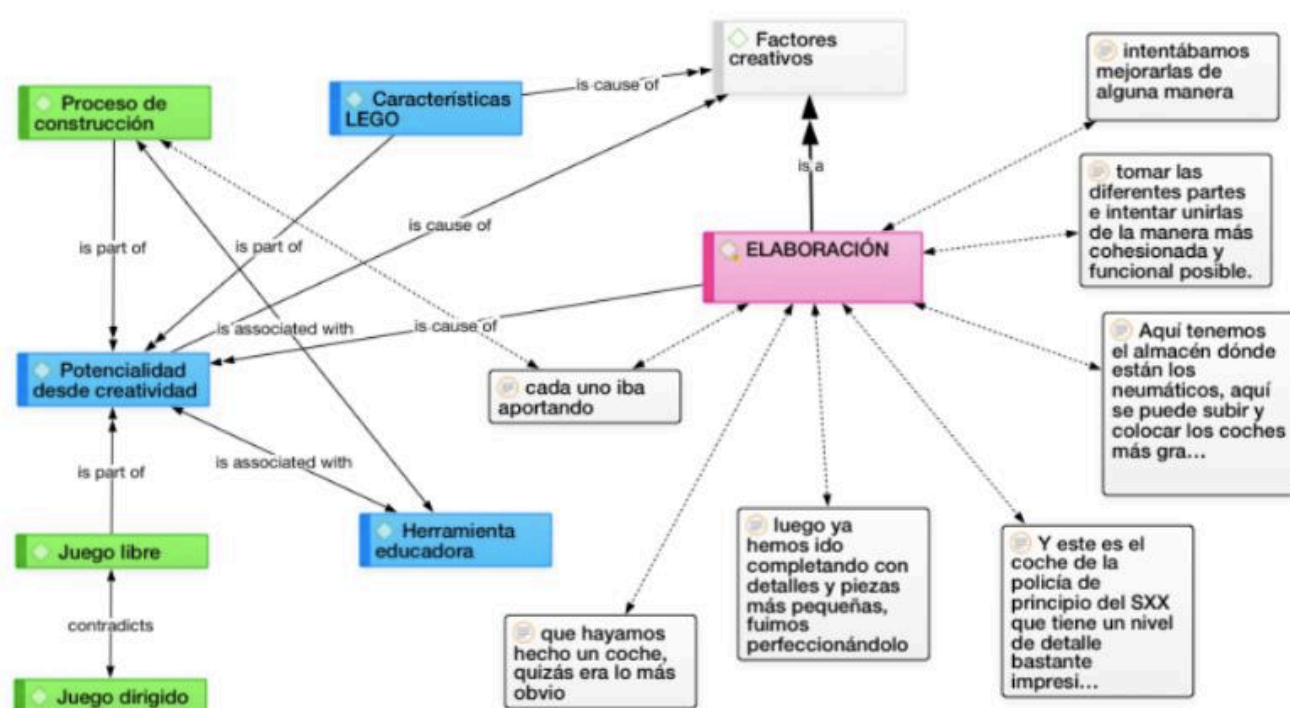 Factores
creativos
intentábamos
mejorarlas de
alguna manera
is cause of
Proceso de
construcción
Características
LEGO
is a
tomar las
diferentes partes
e intentar unirlas
de la manera más
cohesionada y
funcional posible.
is cause of
is part of
is part of
ELABORACIÓN
is associated with
is cause of
Aquí tenemos
el almacén dónde
están los
neumáticos, aquí
se puede subir y
colocar los coches
más gra...
Potencialidad
desde creatividad
cada uno iba
aportando
is part of
is associated with
Herramienta
educadora
luego ya
hemos ido
completando con
detalles y piezas
más pequeñas,
fuimos
perfeccionándolo
Y este es el
coche de la
policía de
principio del SXX
que tiene un nivel
de detalle
bastante
impresi...
Juego libre
contradicts
que hayamos
hecho un coche,
quizás era lo más
obvio
Juego dirigido